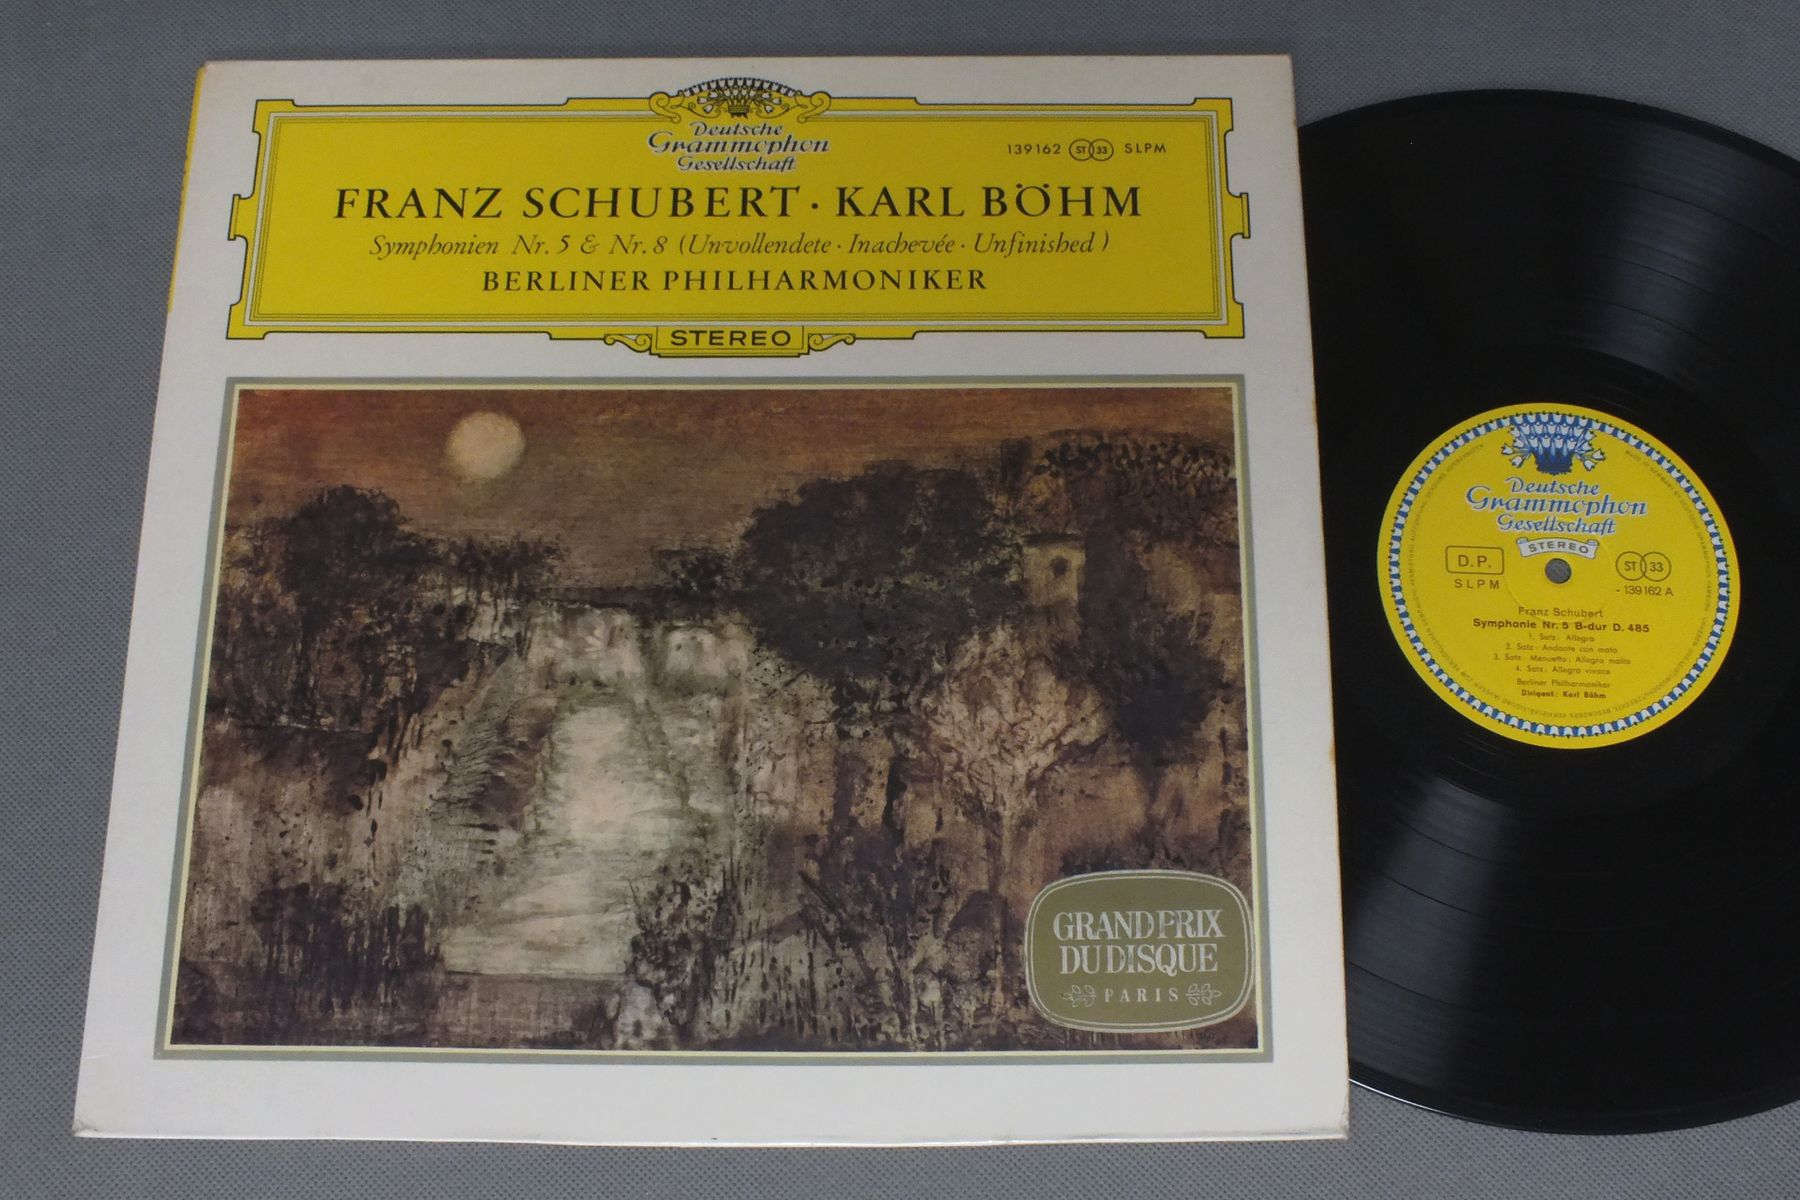 Deutsche
Grammophon
Gesellschaft
139162 ST 33 SLPM
FRANZ SCHUBERT · KARL BÖHM
Symphonien Nr. 5 & Nr. 8 (Unvollendete · Inachevée · Unfinished)
BERLINER PHILHARMONIKER
STEREO
GRAND PRIX
DU DISQUE
PARIS
Deutsche
Grammophon
Gesellschaft
STEREO
D.P.
SLPM
ST 33
139162 A
Franz Schubert
Symphonie Nr. 5 B-dur D. 485
1. Satz: Allegro
2. Satz: Andante con moto
3. Satz: Menuetto: Allegro molto
4. Satz: Allegro vivace
Berliner Philharmoniker
Dirigent: Karl Böhm